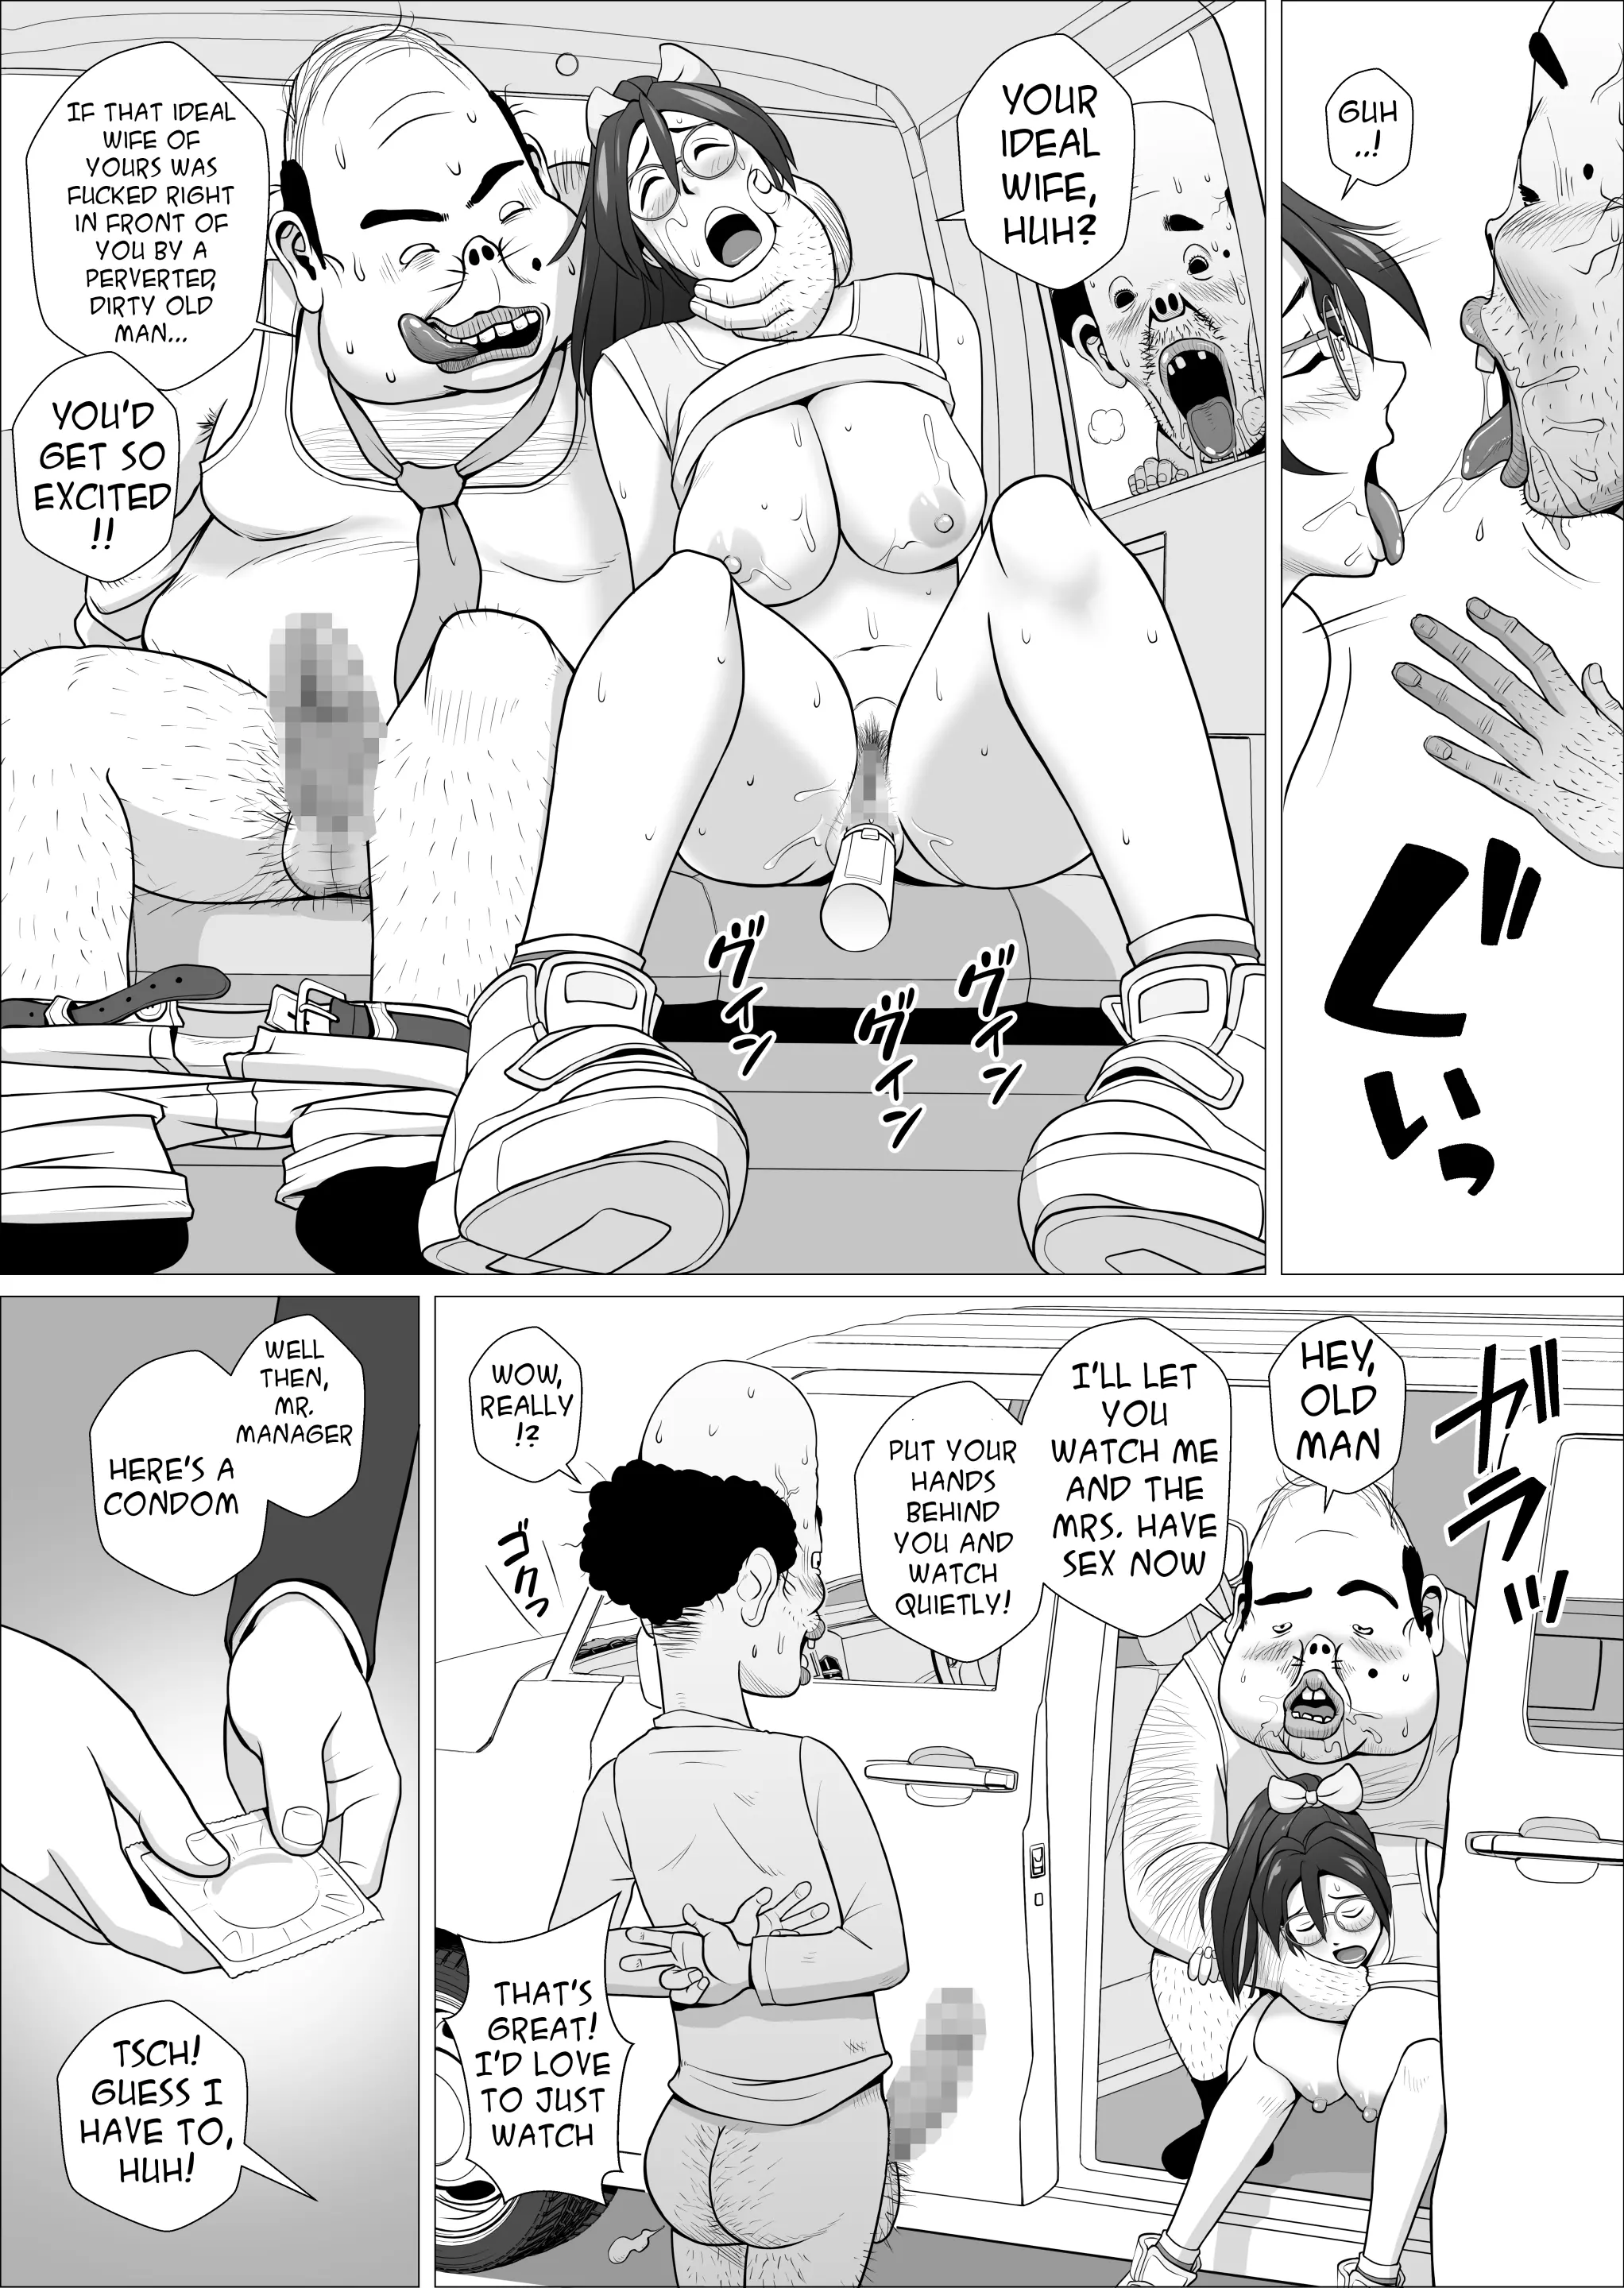 GUH
..!
ぐいっ
YOUR
IDEAL
WIFE,
HUH?
IF THAT IDEAL
WIFE OF
YOURS WAS
FUCKED RIGHT
IN FRONT OF
YOU BY A
PERVERTED,
DIRTY OLD
MAN...
YOU'D
GET SO
EXCITED
!!
ヴィン
ヴィン
ヴィン
ガラッ
HEY,
OLD
MAN
I'LL LET
YOU
WATCH ME
AND THE
MRS. HAVE
SEX NOW
PUT YOUR
HANDS
BEHIND
YOU AND
WATCH
QUIETLY!
WOW,
REALLY
!?
ゴクっ
THAT'S
GREAT!
I'D LOVE
TO JUST
WATCH
WELL
THEN,
MR.
MANAGER
HERE'S A
CONDOM
TSCH!
GUESS I
HAVE TO,
HUH!